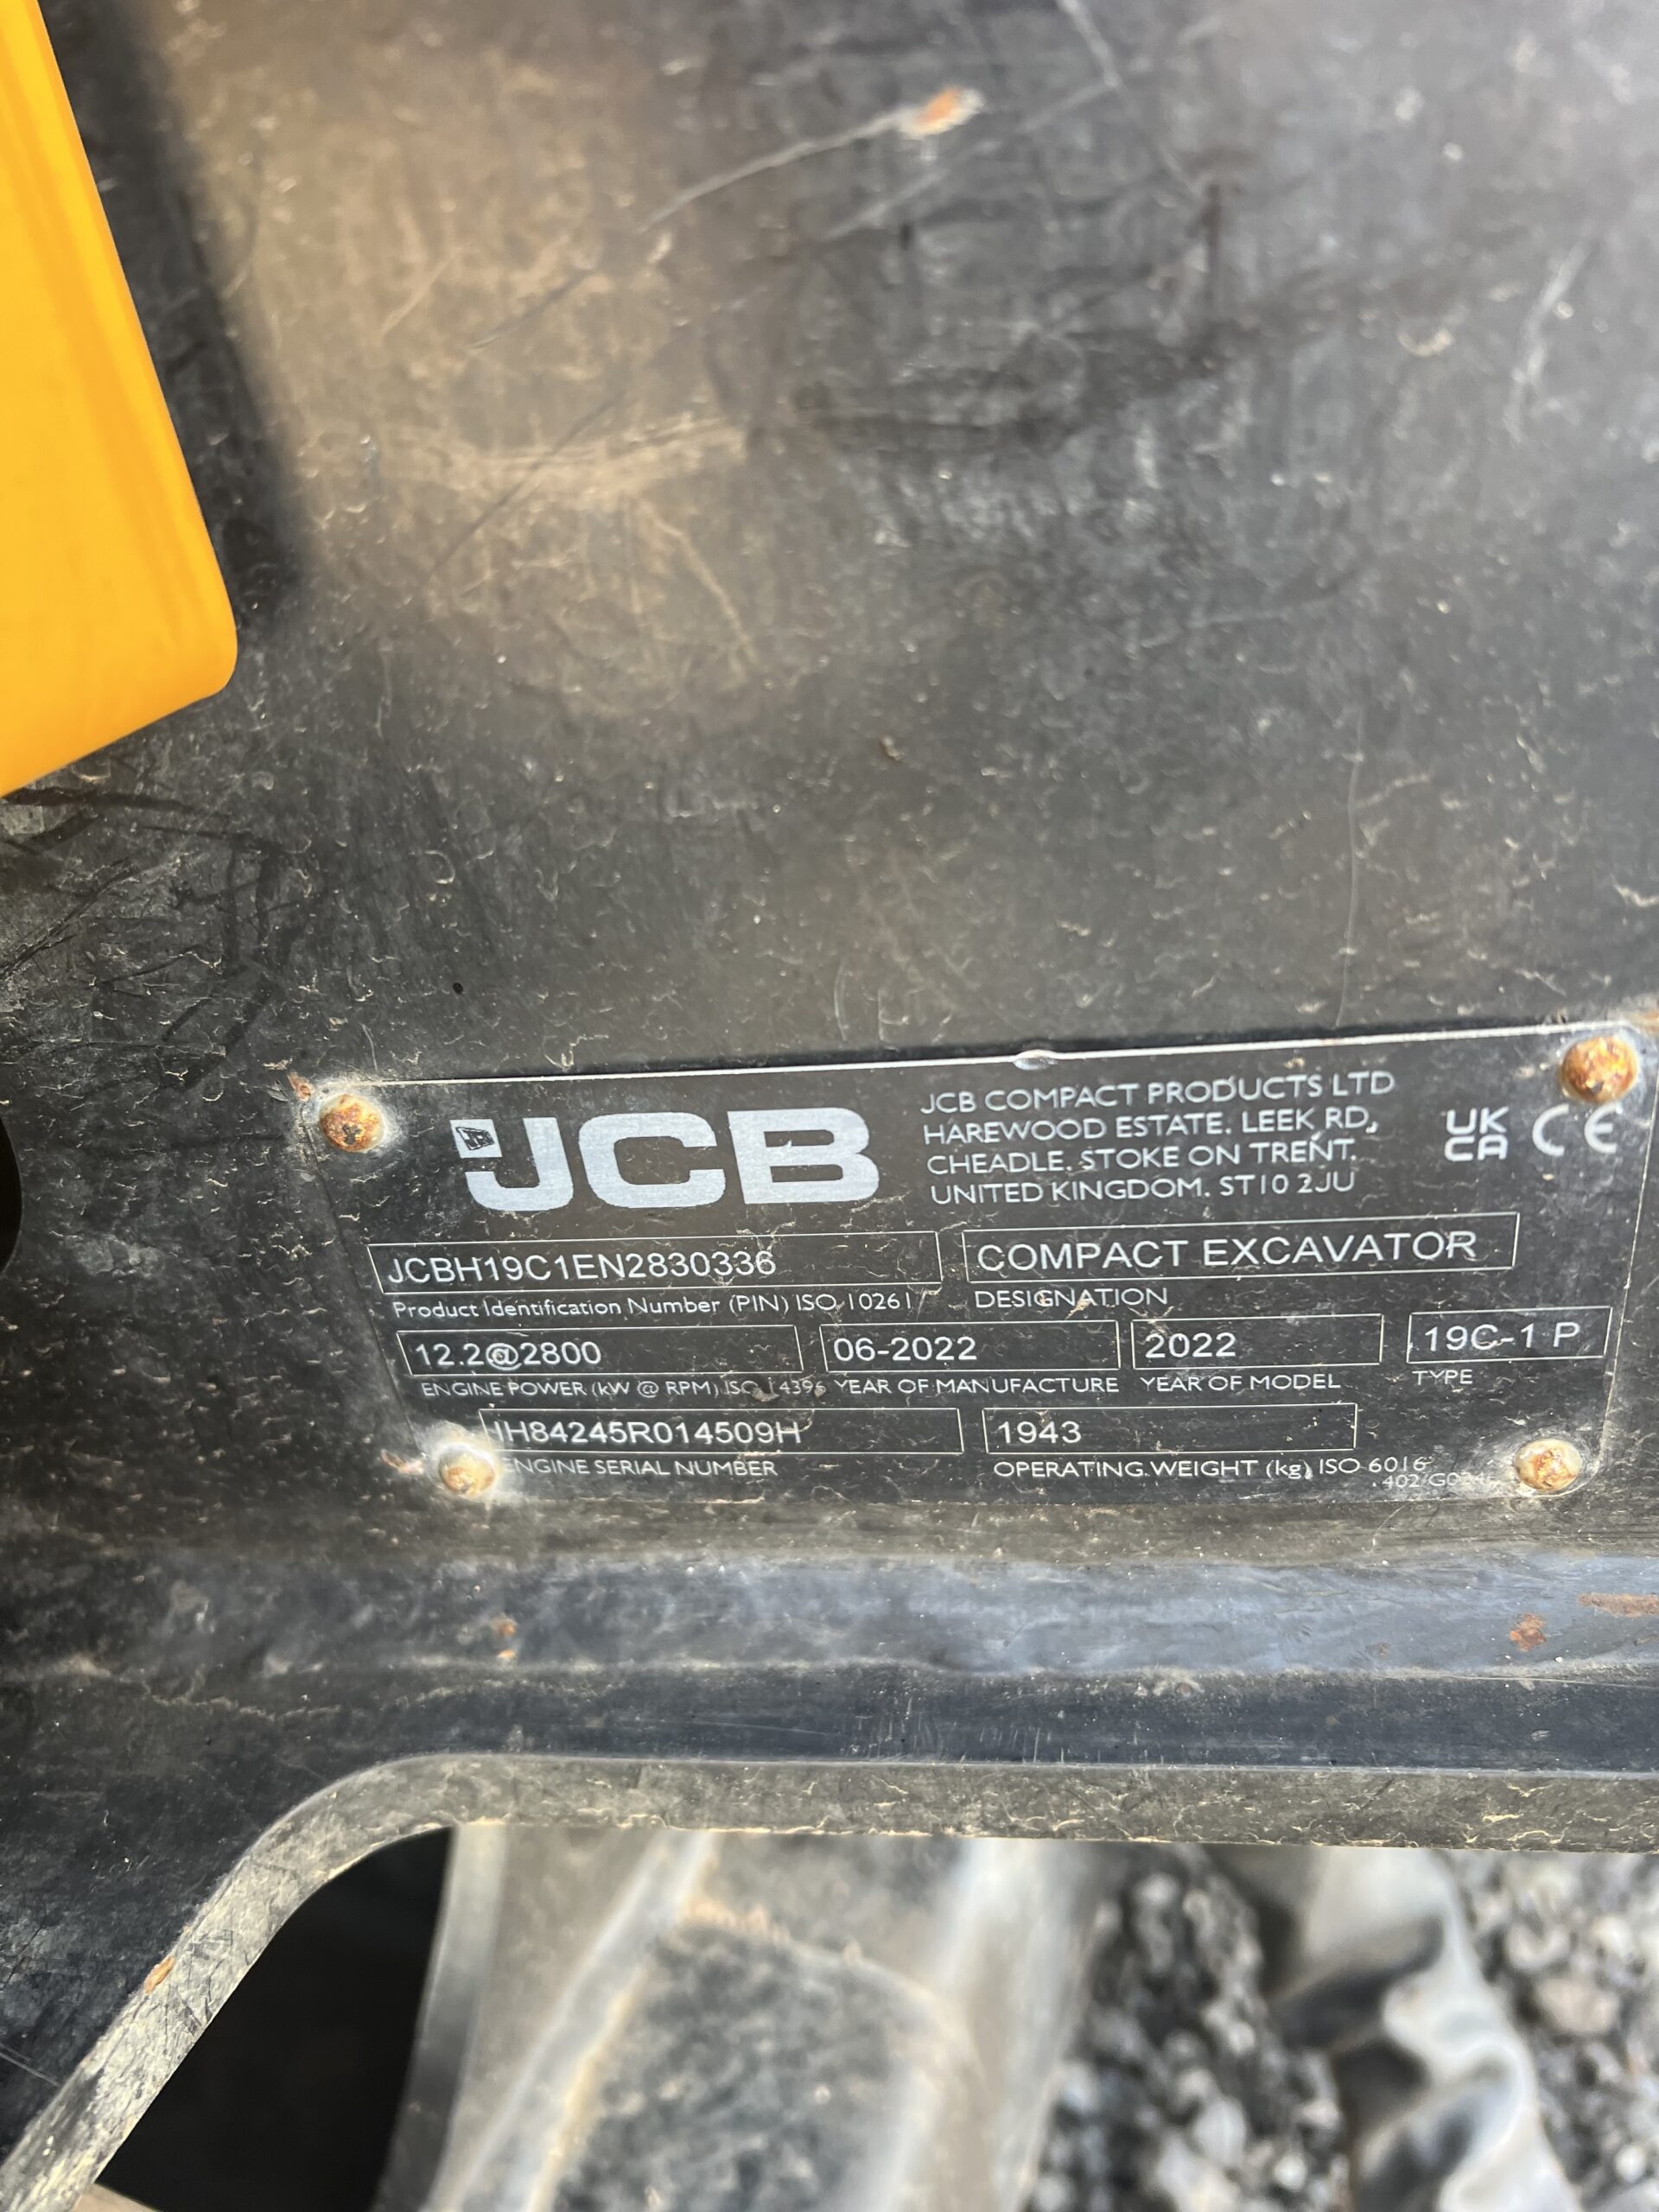 JCB
JCB COMPACT PRODUCTS LTD
HAREWOOD ESTATE. LEEK RD,
CHEADLE. STOKE ON TRENT.
UNITED KINGDOM. ST10 2JU
UK
CA
CE
JCBH19C1EN2830336
COMPACT EXCAVATOR
Product Identification Number (PIN) ISO 10261
DESIGNATION
12.2@2800
06-2022
2022
19C-1 P
ENGINE POWER (kW @ RPM) ISO 14396
YEAR OF MANUFACTURE
YEAR OF MODEL
TYPE
1943
ENGINE SERIAL NUMBER
OPERATING WEIGHT (kg) ISO 6016